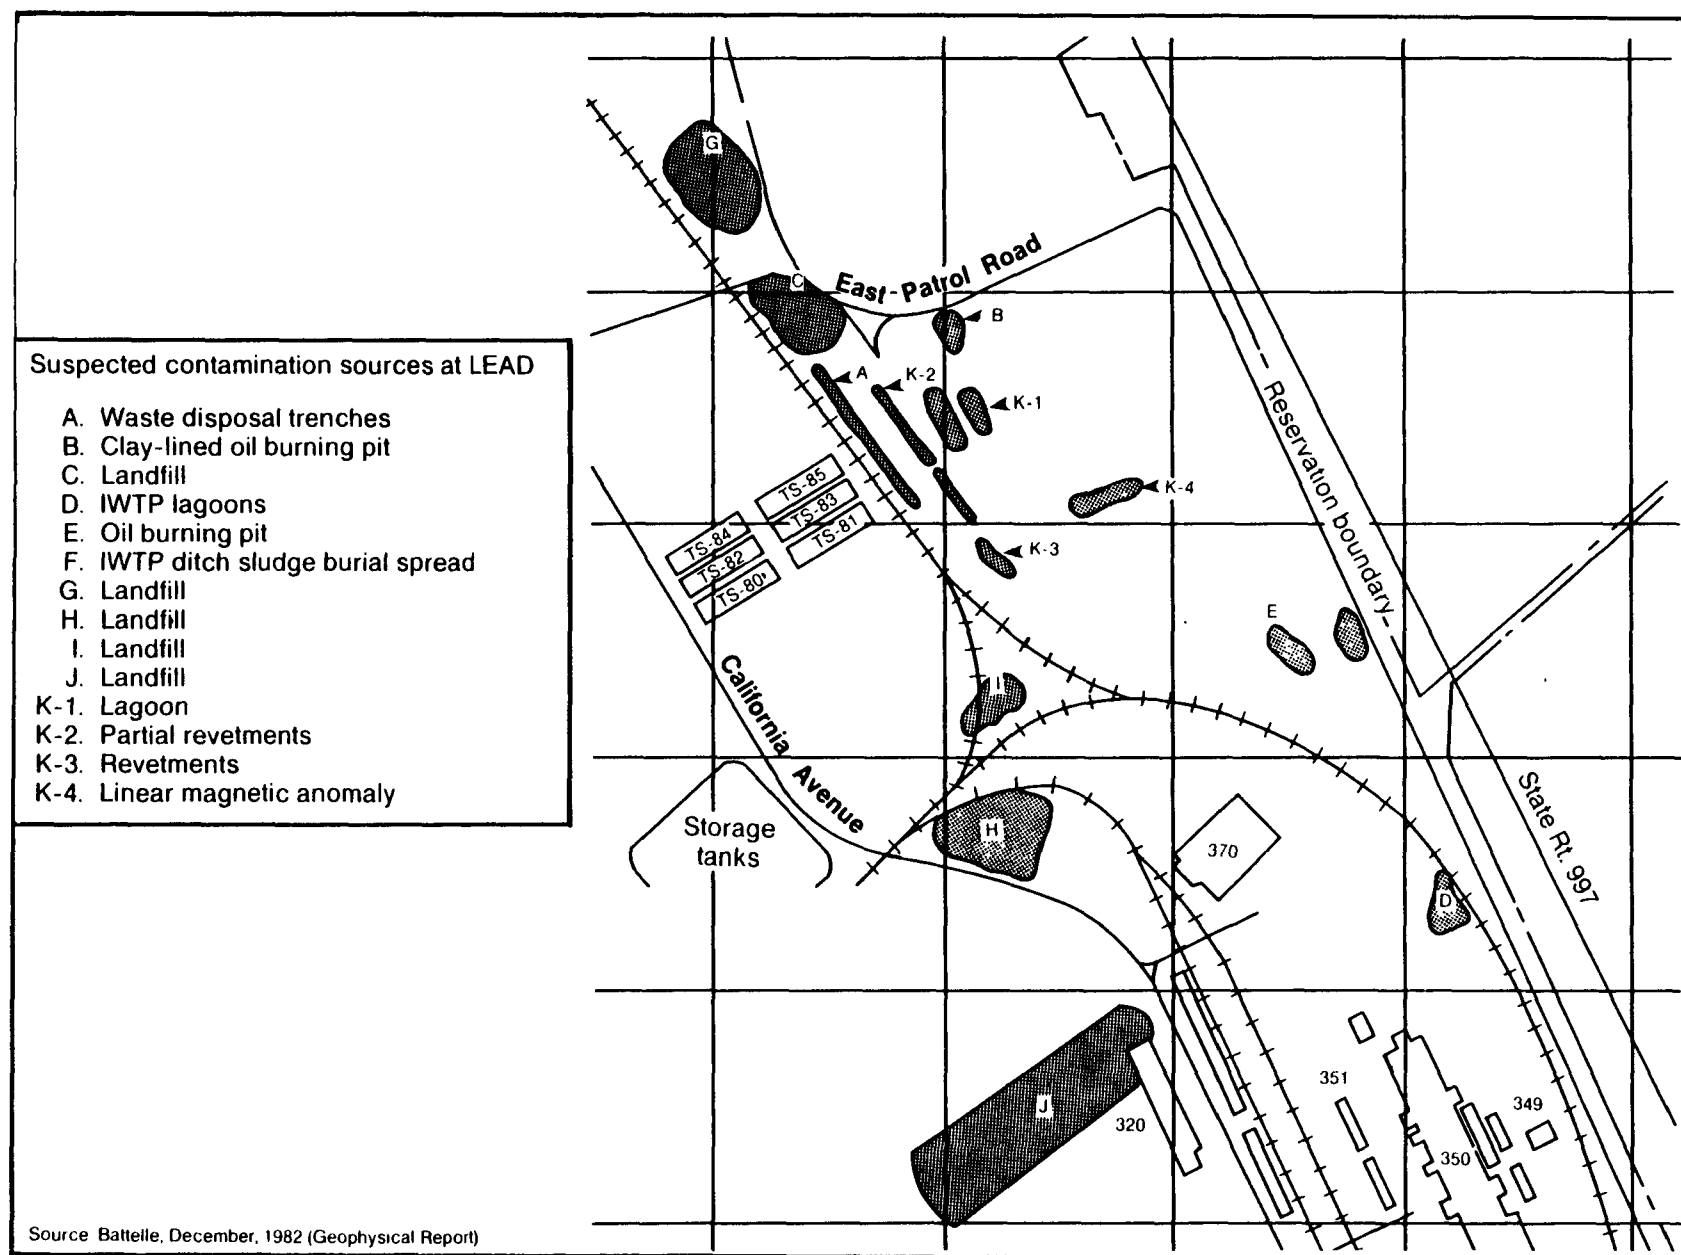 Suspected contamination sources at LEAD
A. Waste disposal trenches
B. Clay-lined oil burning pit
C. Landfill
D. IWTP lagoons
E. Oil burning pit
F. IWTP ditch sludge burial spread
G. Landfill
H. Landfill
I. Landfill
J. Landfill
K-1. Lagoon
K-2. Partial revetments
K-3. Revetments
K-4. Linear magnetic anomaly
Source Battelle, December, 1982 (Geophysical Report)
G
C
East-Patrol Road
B
A
K-2
K-1
K-4
K-3
TS-85
TS-83
TS-81
TS-84
TS-82
TS-80
E
I
California Avenue
Storage
tanks
H
370
D
Reservation boundary
State Rt. 997
J
320
351
349
350